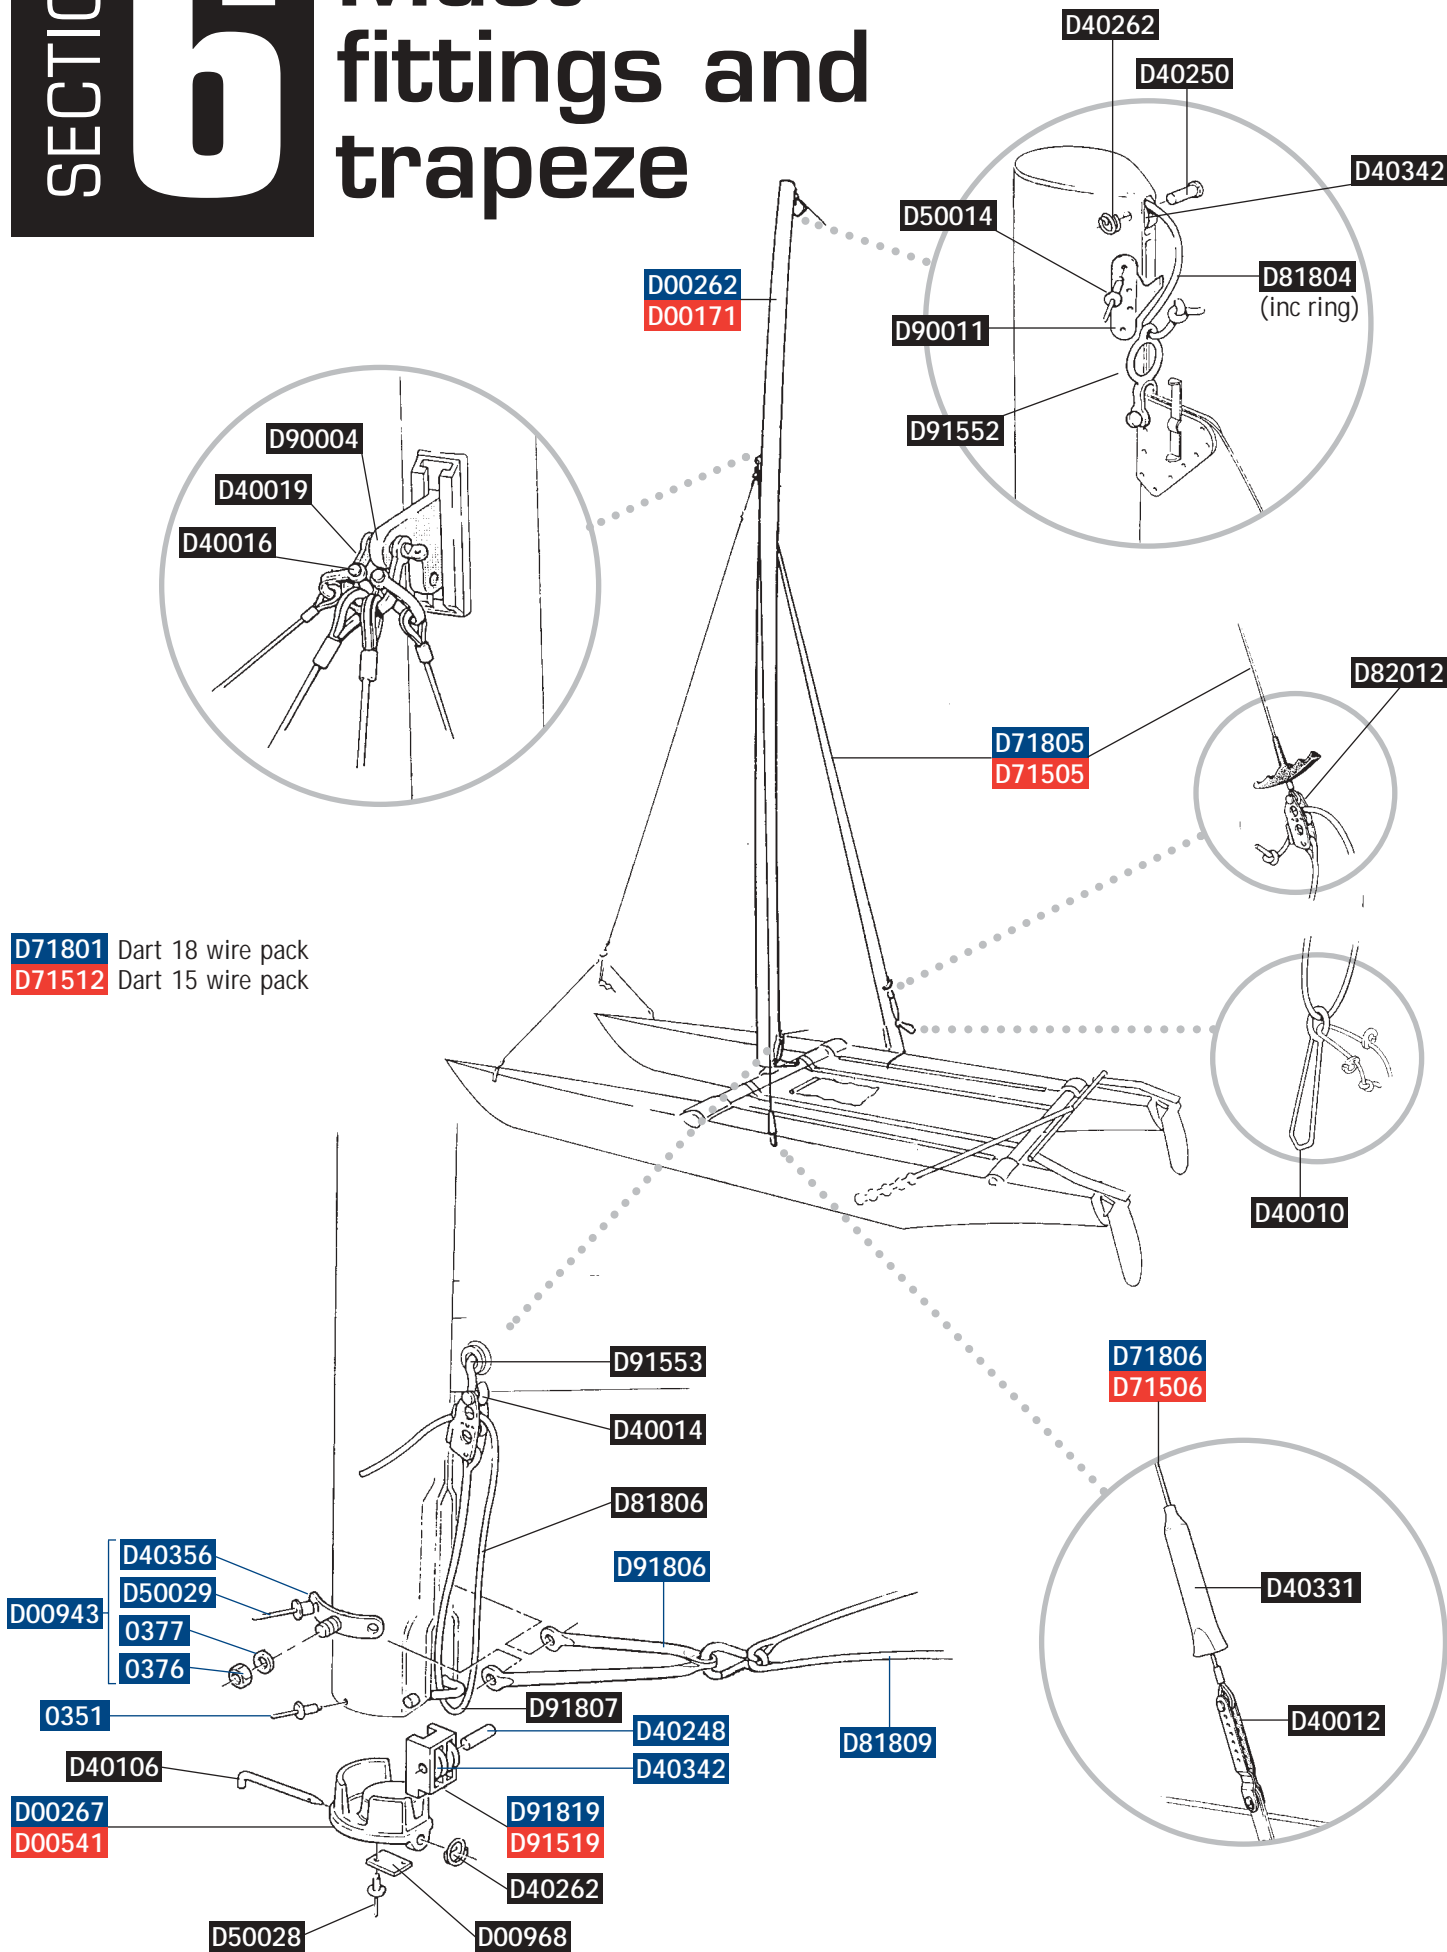 SECTIO
6
fittings and
trapeze
D40262
D40250
D40342
D50014
D81804
(inc ring)
D90011
D91552
D00262
D00171
D90004
D40019
D40016
D82012
D71805
D71505
D71801 Dart 18 wire pack
D71512 Dart 15 wire pack
D40010
D91553
D40014
D81806
D71806
D71506
D40331
D40012
D00943
D40356
D50029
0377
0376
0351
D91806
D91807
D81809
D40248
D40342
D40106
D00267
D00541
D91819
D91519
D40262
D50028
D00968